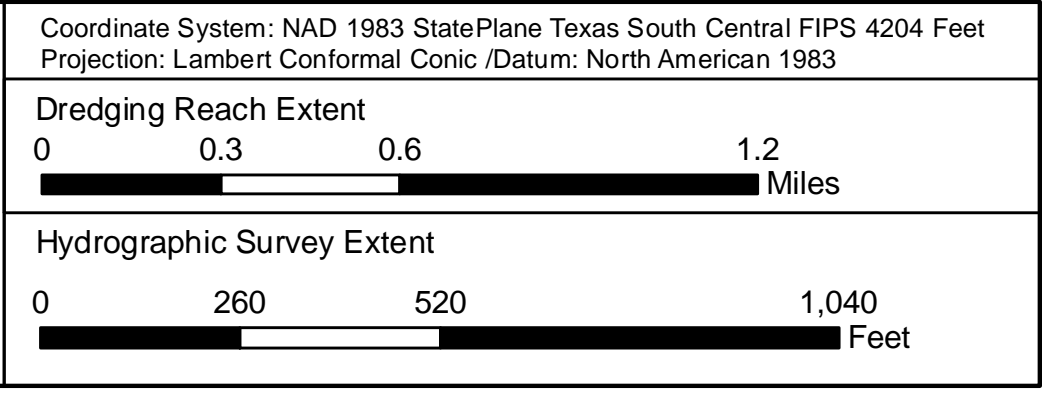 Coordinate System: NAD 1983 StatePlane Texas South Central FIPS 4204 Feet
Projection: Lambert Conformal Conic /Datum: North American 1983
Dredging Reach Extent
0 0.3 0.6 1.2
Miles
Hydrographic Survey Extent
0 260 520 1,040
Feet